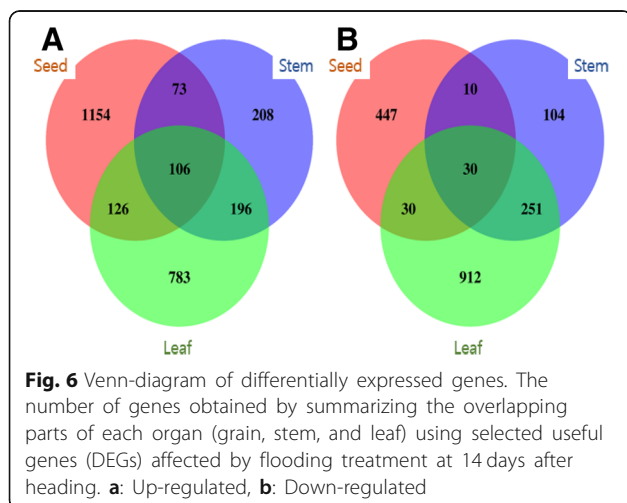 A
B
Seed
Stem
Seed
Stem
73
10
1154
208
447
104
106
30
126
196
30
251
783
912
Leaf
Leaf
Fig. 6 Venn-diagram of differentially expressed genes. The
number of genes obtained by summarizing the overlapping
parts of each organ (grain, stem, and leaf) using selected useful
genes (DEGs) affected by flooding treatment at 14 days after
heading. a: Up-regulated, b: Down-regulated